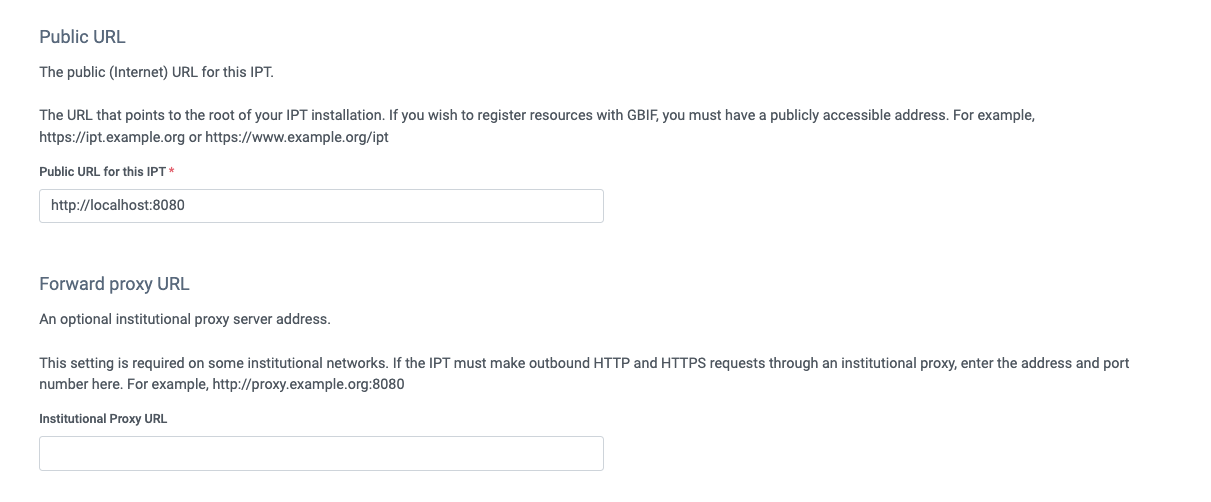 Public URL
The public (Internet) URL for this IPT.
The URL that points to the root of your IPT installation. If you wish to register resources with GBIF, you must have a publicly accessible address. For example,
https://ipt.example.org or https://www.example.org/ipt
Public URL for this IPT *
http://localhost:8080
Forward proxy URL
An optional institutional proxy server address.
This setting is required on some institutional networks. If the IPT must make outbound HTTP and HTTPS requests through an institutional proxy, enter the address and port
number here. For example, http://proxy.example.org:8080
Institutional Proxy URL